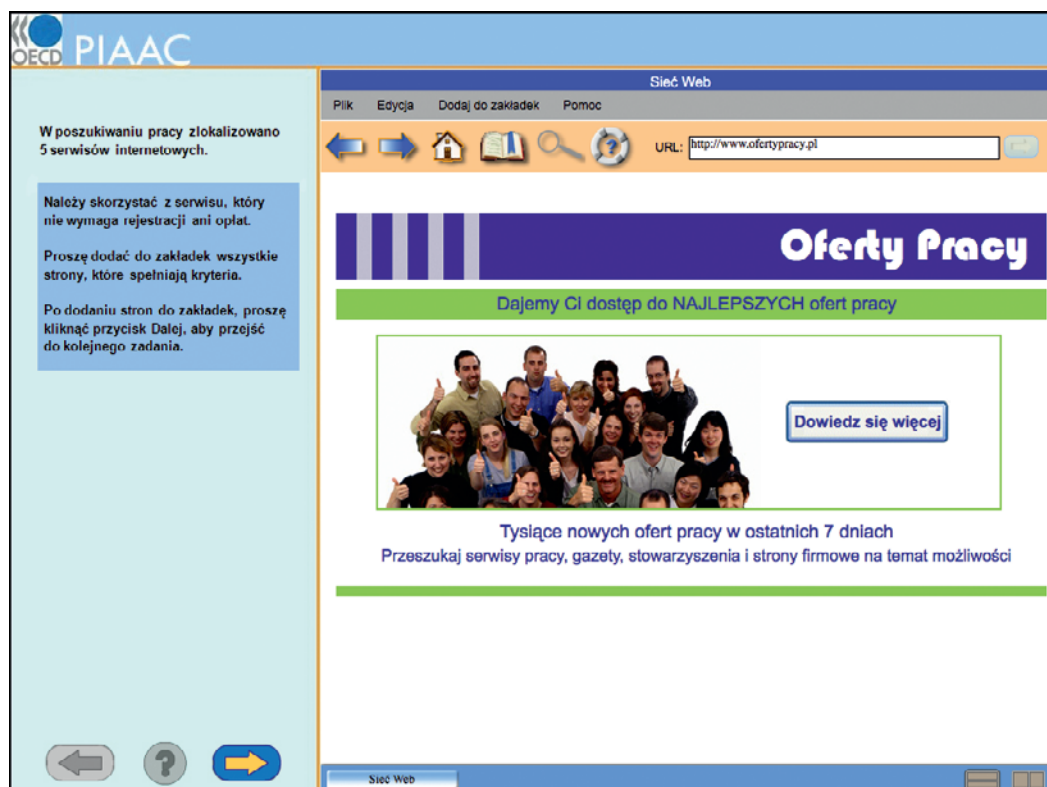 OECD PIAAC
W poszukiwaniu pracy zlokalizowano
5 serwisów internetowych.
Należy skorzystać z serwisu, który
nie wymaga rejestracji ani opłat.
Proszę dodać do zakładek wszystkie
strony, które spełniają kryteria.
Po dodaniu stron do zakładek, proszę
kliknąć przycisk Dalej, aby przejść
do kolejnego zadania.
?
Sieć Web
Plik Edycja Dodaj do zakładek Pomoc
?
URL: http://www.ofertypracy.pl
Oferty Pracy
Dajemy Ci dostęp do NAJLEPSZYCH ofert pracy
Dowiedz się więcej
Tysiące nowych ofert pracy w ostatnich 7 dniach
Przeszukaj serwisy pracy, gazety, stowarzyszenia i strony firmowe na temat możliwości
Sieć Web